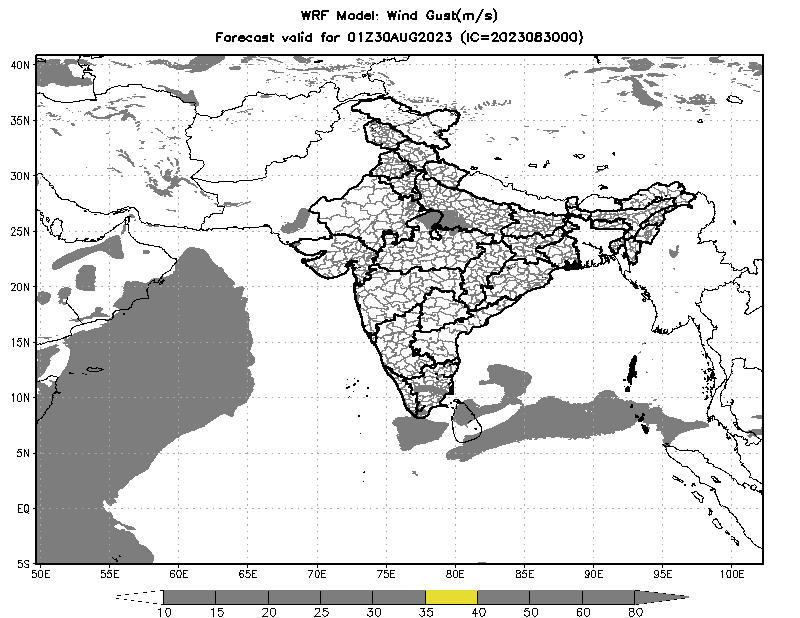 WRF Model: Wind Gust(m/s)
Forecast valid for 01Z30AUG2023 (IC=2023083000)
40N
35N
30N
25N
20N
15N
10N
5N
EQ
5S
50E 55E 60E 65E 70E 75E 80E 85E 90E 95E 100E
10 15 20 25 30 35 40 50 60 80